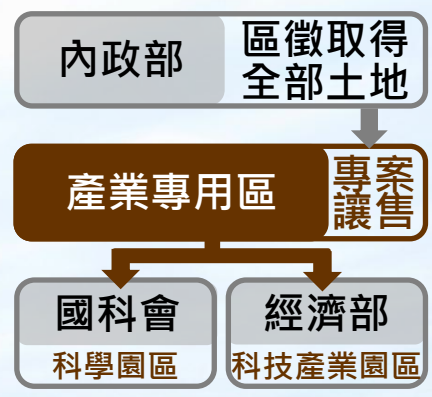 內政部
區徵取得
全部土地
產業專用區
專案
讓售
國科會
科學園區
經濟部
科技產業園區